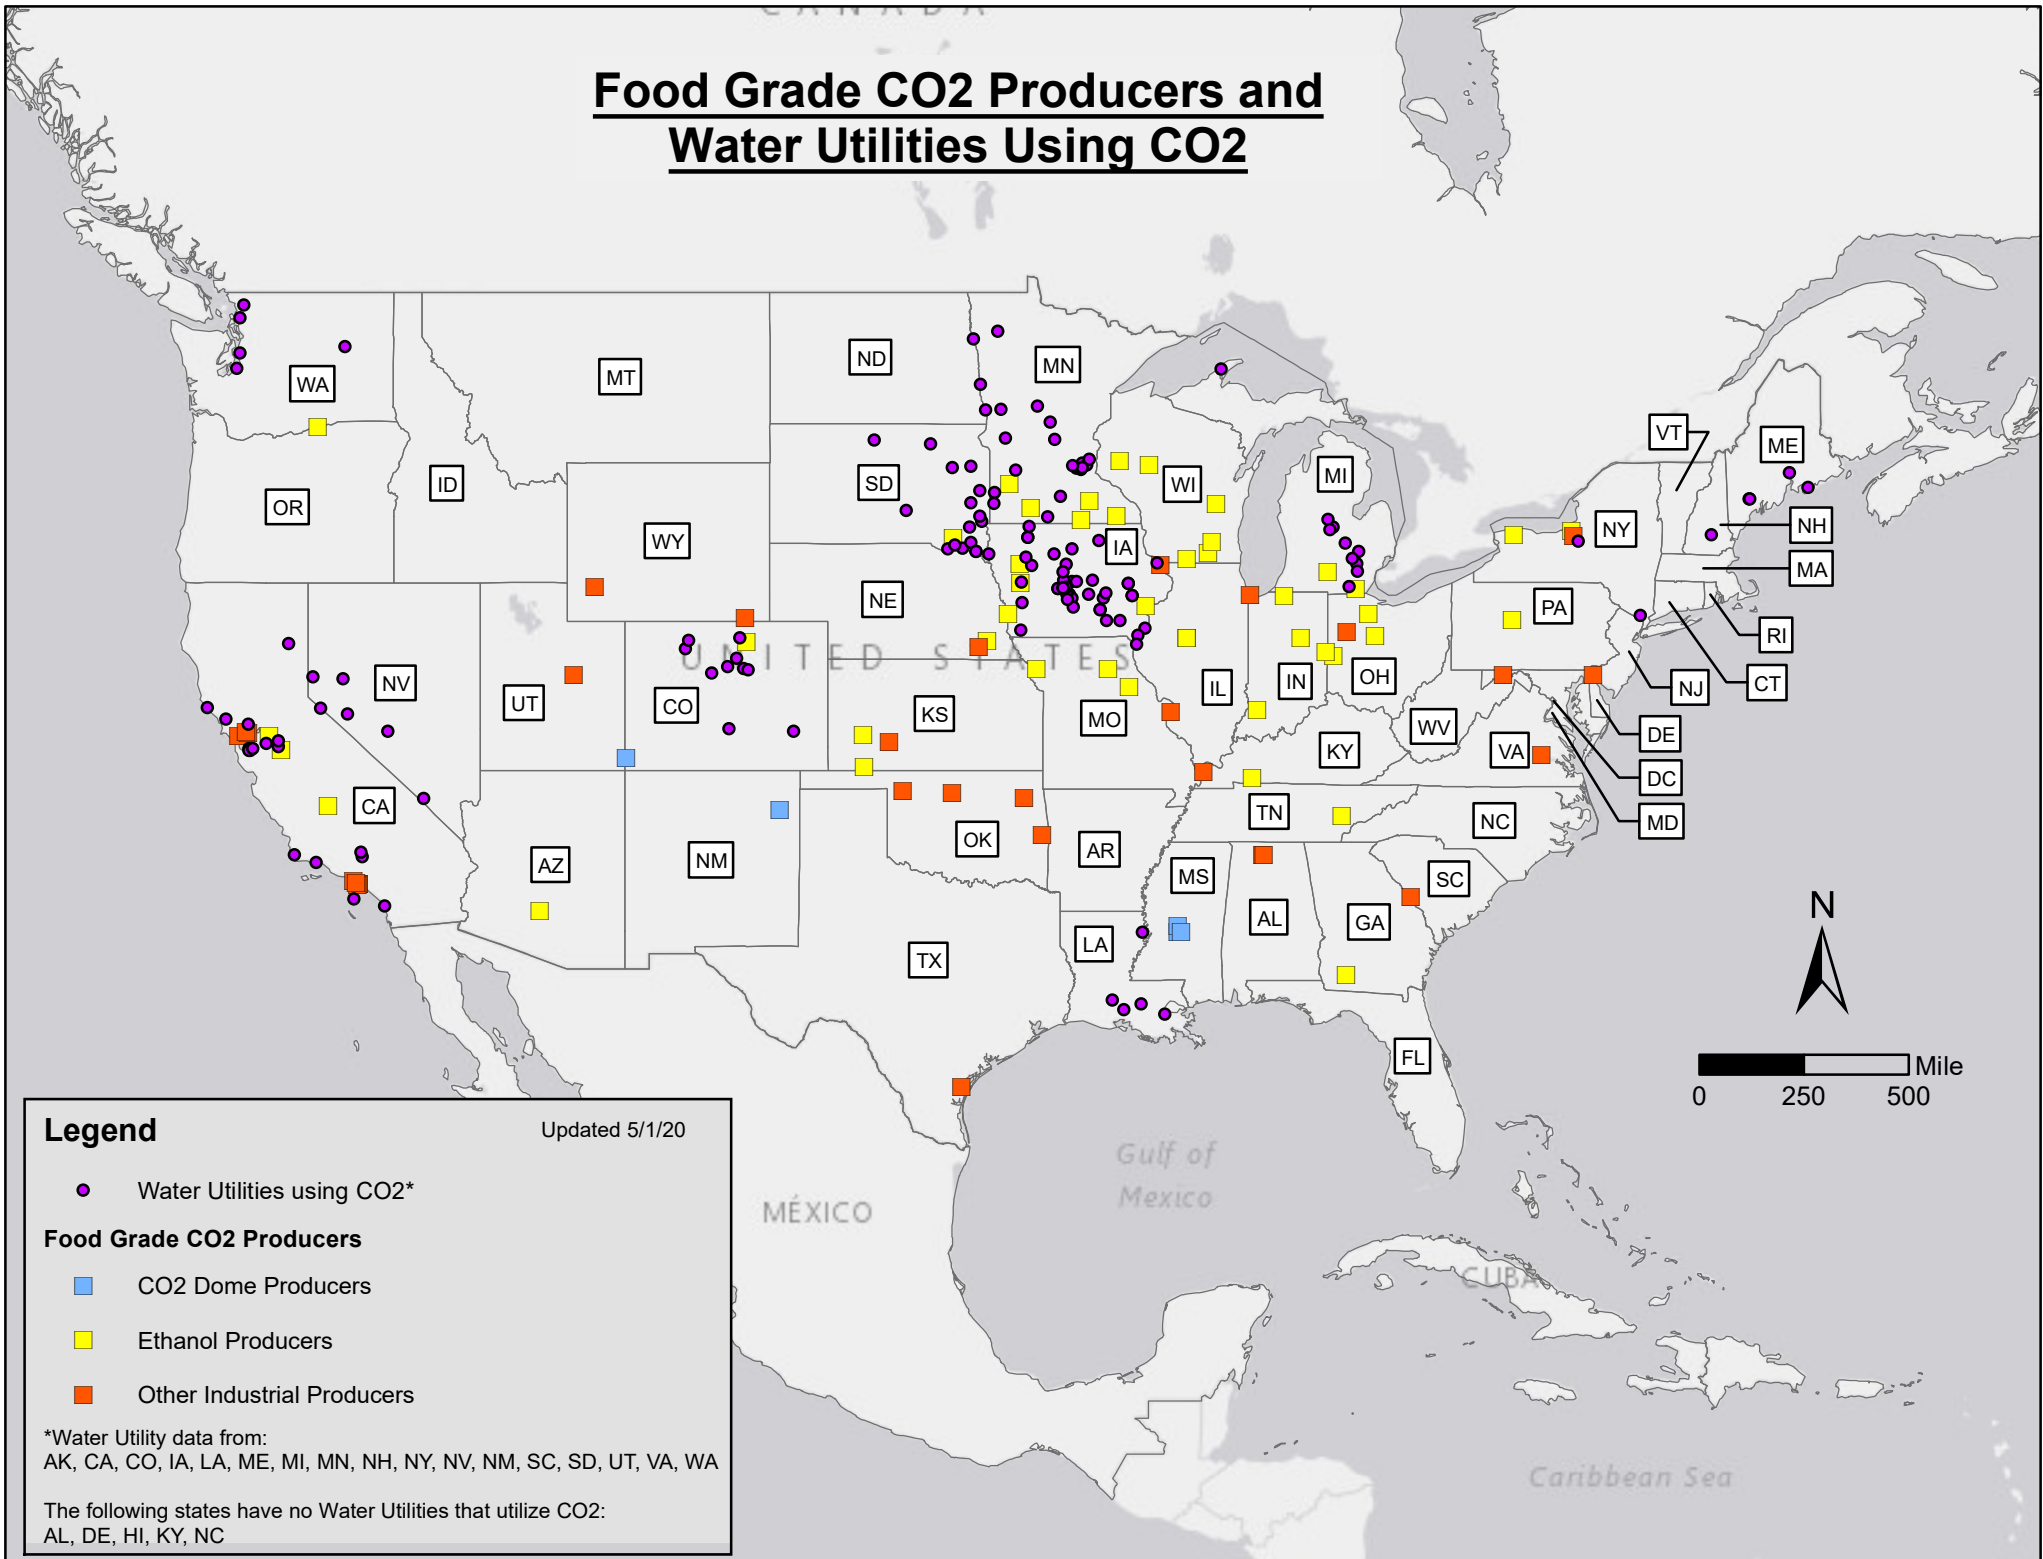 CANADA
Food Grade CO2 Producers and
Water Utilities Using CO2
WA
MT
ND
MN
VT
ME
OR
ID
SD
WI
MI
WY
IA
NY
NH
MA
NE
PA
RI
UNITED STATES
NV
UT
CO
KS
MO
IL
IN
OH
NJ
CT
WV
KY
VA
DE
DC
CA
TN
NC
MD
AZ
NM
OK
AR
MS
SC
TX
LA
AL
GA
N
FL
Mile
0 250 500
Gulf of
Mexico
MÉXICO
CUBA
Caribbean Sea
Legend
Updated 5/1/20
Water Utilities using CO2*
Food Grade CO2 Producers
CO2 Dome Producers
Ethanol Producers
Other Industrial Producers
*Water Utility data from:
AK, CA, CO, IA, LA, ME, MI, MN, NH, NY, NV, NM, SC, SD, UT, VA, WA
The following states have no Water Utilities that utilize CO2:
AL, DE, HI, KY, NC